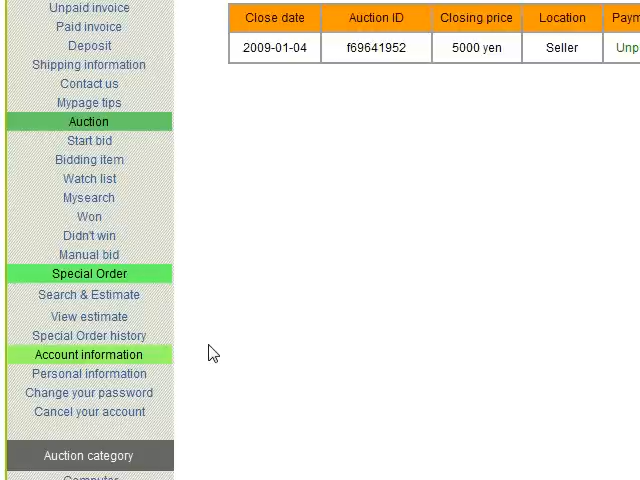 Unpaid invoice
Paid invoice
Deposit
Shipping information
Contact us
Mypage tips
Auction
Start bid
Bidding item
Watch list
Mysearch
Won
Didn't win
Manual bid
Special Order
Search & Estimate
View estimate
Special Order history
Account information
Personal information
Change your password
Cancel your account
Auction category
Computer
Close date Auction ID Closing price Location Paym
2009-01-04 f69641952 5000 yen Seller Unp